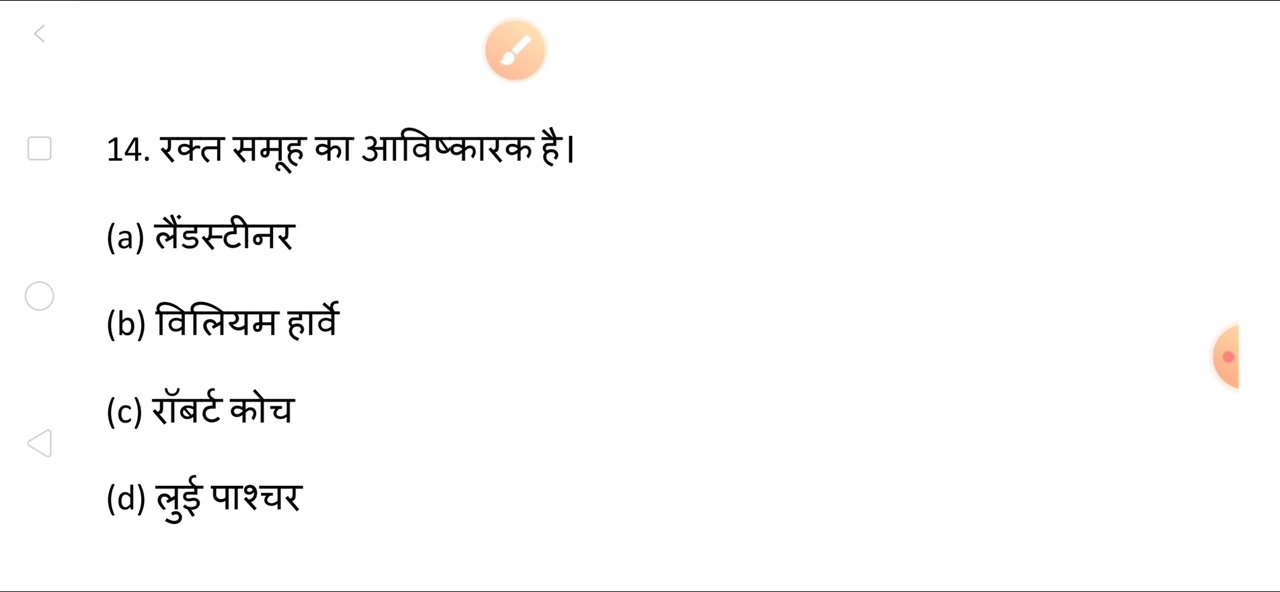 14. रक्त समूह का आविष्कारक है।
(a) लैंडस्टीनर
(b) विलियम हार्वे
(c) रॉबर्ट कोच
(d) लुई पाश्चर